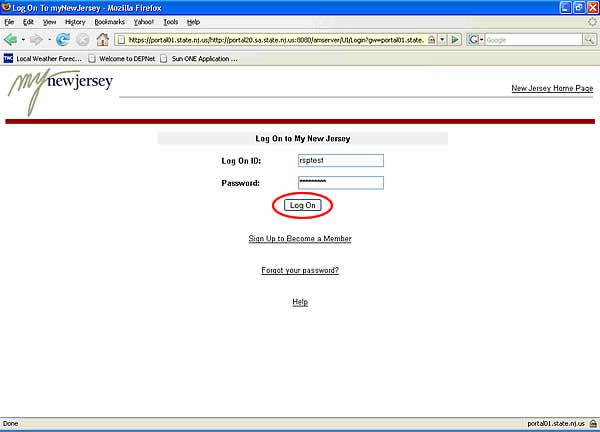 Log On To myNewJersey - Mozilla Firefox
File Edit View History Bookmarks Yahoo! Tools Help
https://portal01.state.nj.us/http://portal20.sa.state.nj.us:8080/amserver/UI/Login?gw=portal01.state.
Google
TWC Local Weather Forec... Welcome to DEPNet Sun ONE Application ...
my newjersey
New Jersey Home Page
Log On to My New Jersey
Log On ID: rsptest
Password: *********
Log On
Sign Up to Become a Member
Forgot your password?
Help
Done portal01.state.nj.us